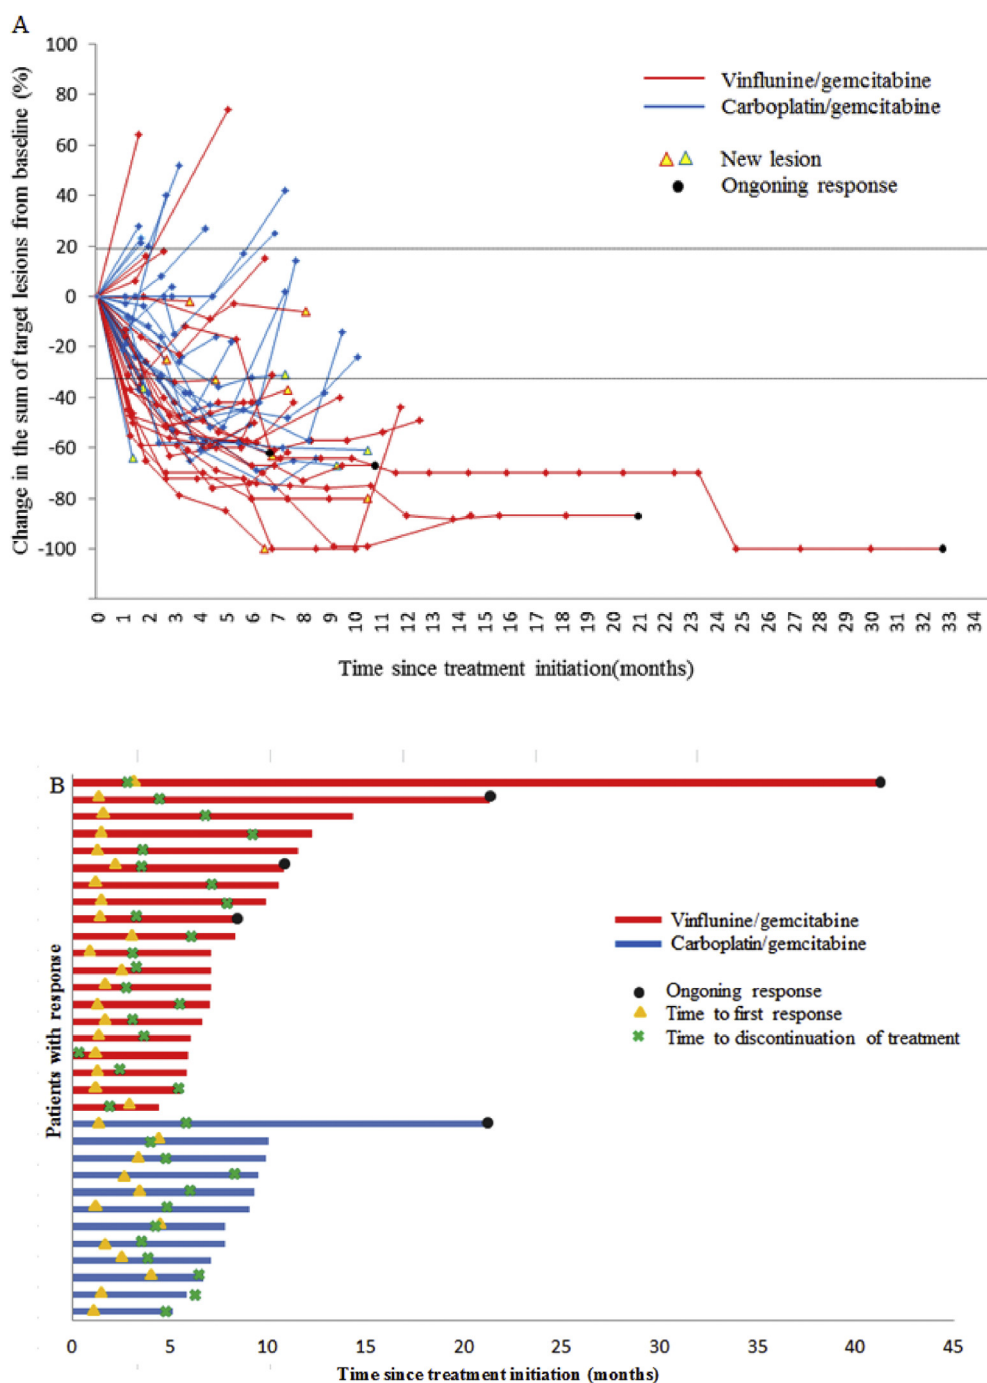 A
Change in the sum of target lesions from baseline (%)
100
80
60
40
20
0
-20
-40
-60
-80
-100
Vinflunine/gemcitabine
Carboplatin/gemcitabine
New lesion
Ongoning response
0 1 2 3 4 5 6 7 8 9 10 11 12 13 14 15 16 17 18 19 20 21 22 23 24 25 26 27 28 29 30 31 32 33 34
Time since treatment initiation(months)
B
Patients with response
Vinflunine/gemcitabine
Carboplatin/gemcitabine
Ongoning response
Time to first response
Time to discontinuation of treatment
0 5 10 15 20 25 30 35 40 45
Time since treatment initiation (months)